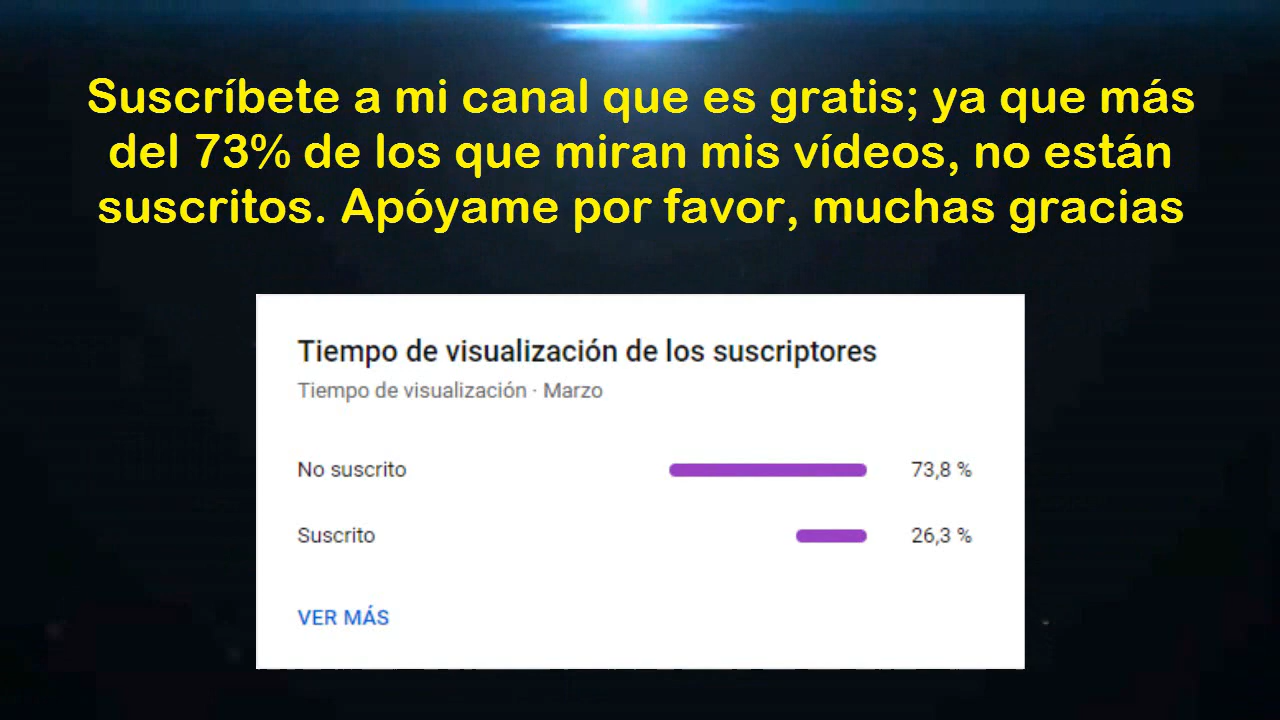 Suscríbete a mi canal que es gratis; ya que más
del 73% de los que miran mis vídeos, no están
suscritos. Apóyame por favor, muchas gracias
Tiempo de visualización de los suscriptores
Tiempo de visualización · Marzo
No suscrito 73,8 %
Suscrito 26,3 %
VER MÁS